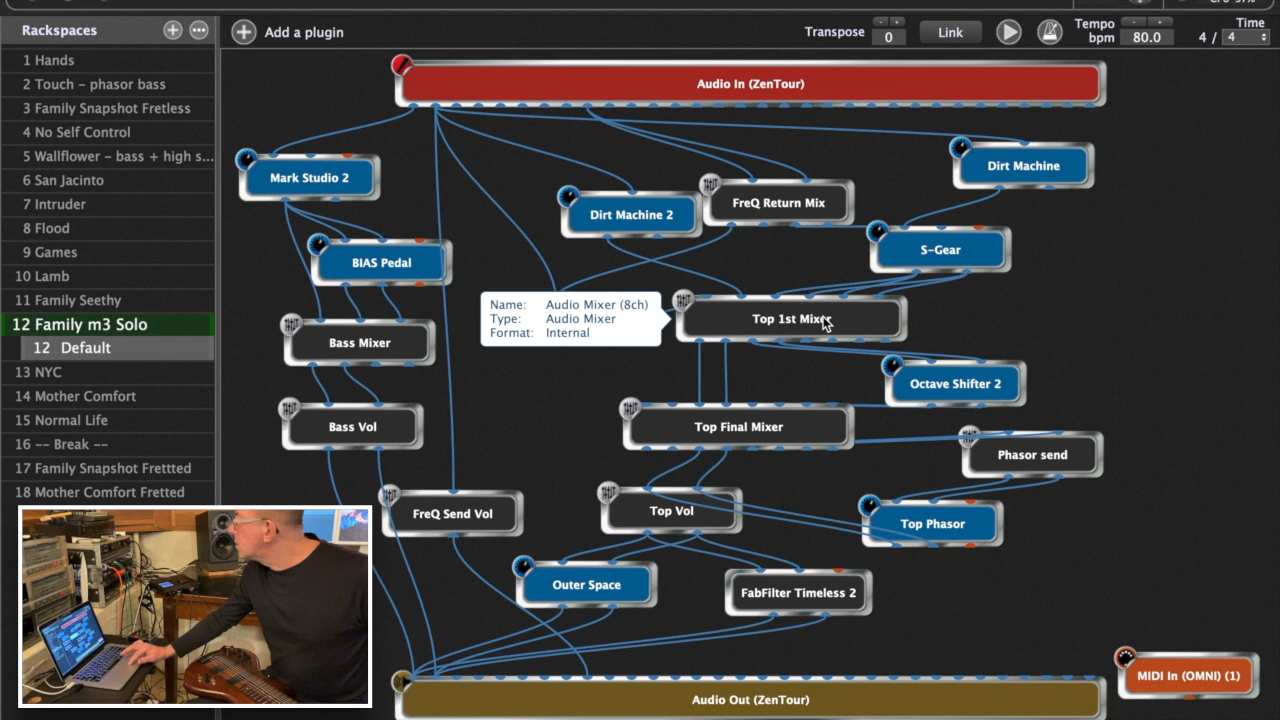 CPU: 37%
Rackspaces
Add a plugin
Transpose
- +
0
Link
Tempo
bpm
- +
80.0
Time
4 / 4
1 Hands
2 Touch - phasor bass
3 Family Snapshot Fretless
4 No Self Control
5 Wallflower - bass + high s...
6 San Jacinto
7 Intruder
8 Flood
9 Games
10 Lamb
11 Family Seethy
12 Family m3 Solo
12 Default
13 NYC
14 Mother Comfort
15 Normal Life
16 -- Break --
17 Family Snapshot Frettted
18 Mother Comfort Fretted
Audio In (ZenTour)
Mark Studio 2
Dirt Machine
Dirt Machine 2
FreQ Return Mix
BIAS Pedal
S-Gear
Name: Audio Mixer (8ch)
Type: Audio Mixer
Format: Internal
Top 1st Mixer
Bass Mixer
Octave Shifter 2
Bass Vol
Top Final Mixer
Phasor send
FreQ Send Vol
Top Vol
Top Phasor
Outer Space
FabFilter Timeless 2
MIDI In (OMNI) (1)
Audio Out (ZenTour)